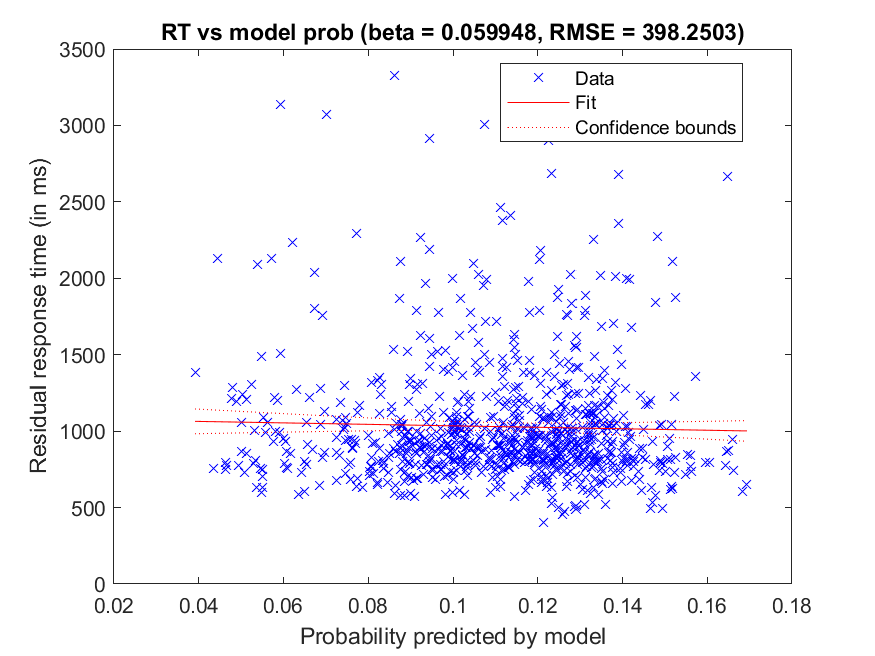 RT vs model prob (beta = 0.059948, RMSE = 398.2503)
3500
3000
2500
2000
1500
1000
500
0
Residual response time (in ms)
Data
Fit
Confidence bounds
0.02 0.04 0.06 0.08 0.1 0.12 0.14 0.16 0.18
Probability predicted by model